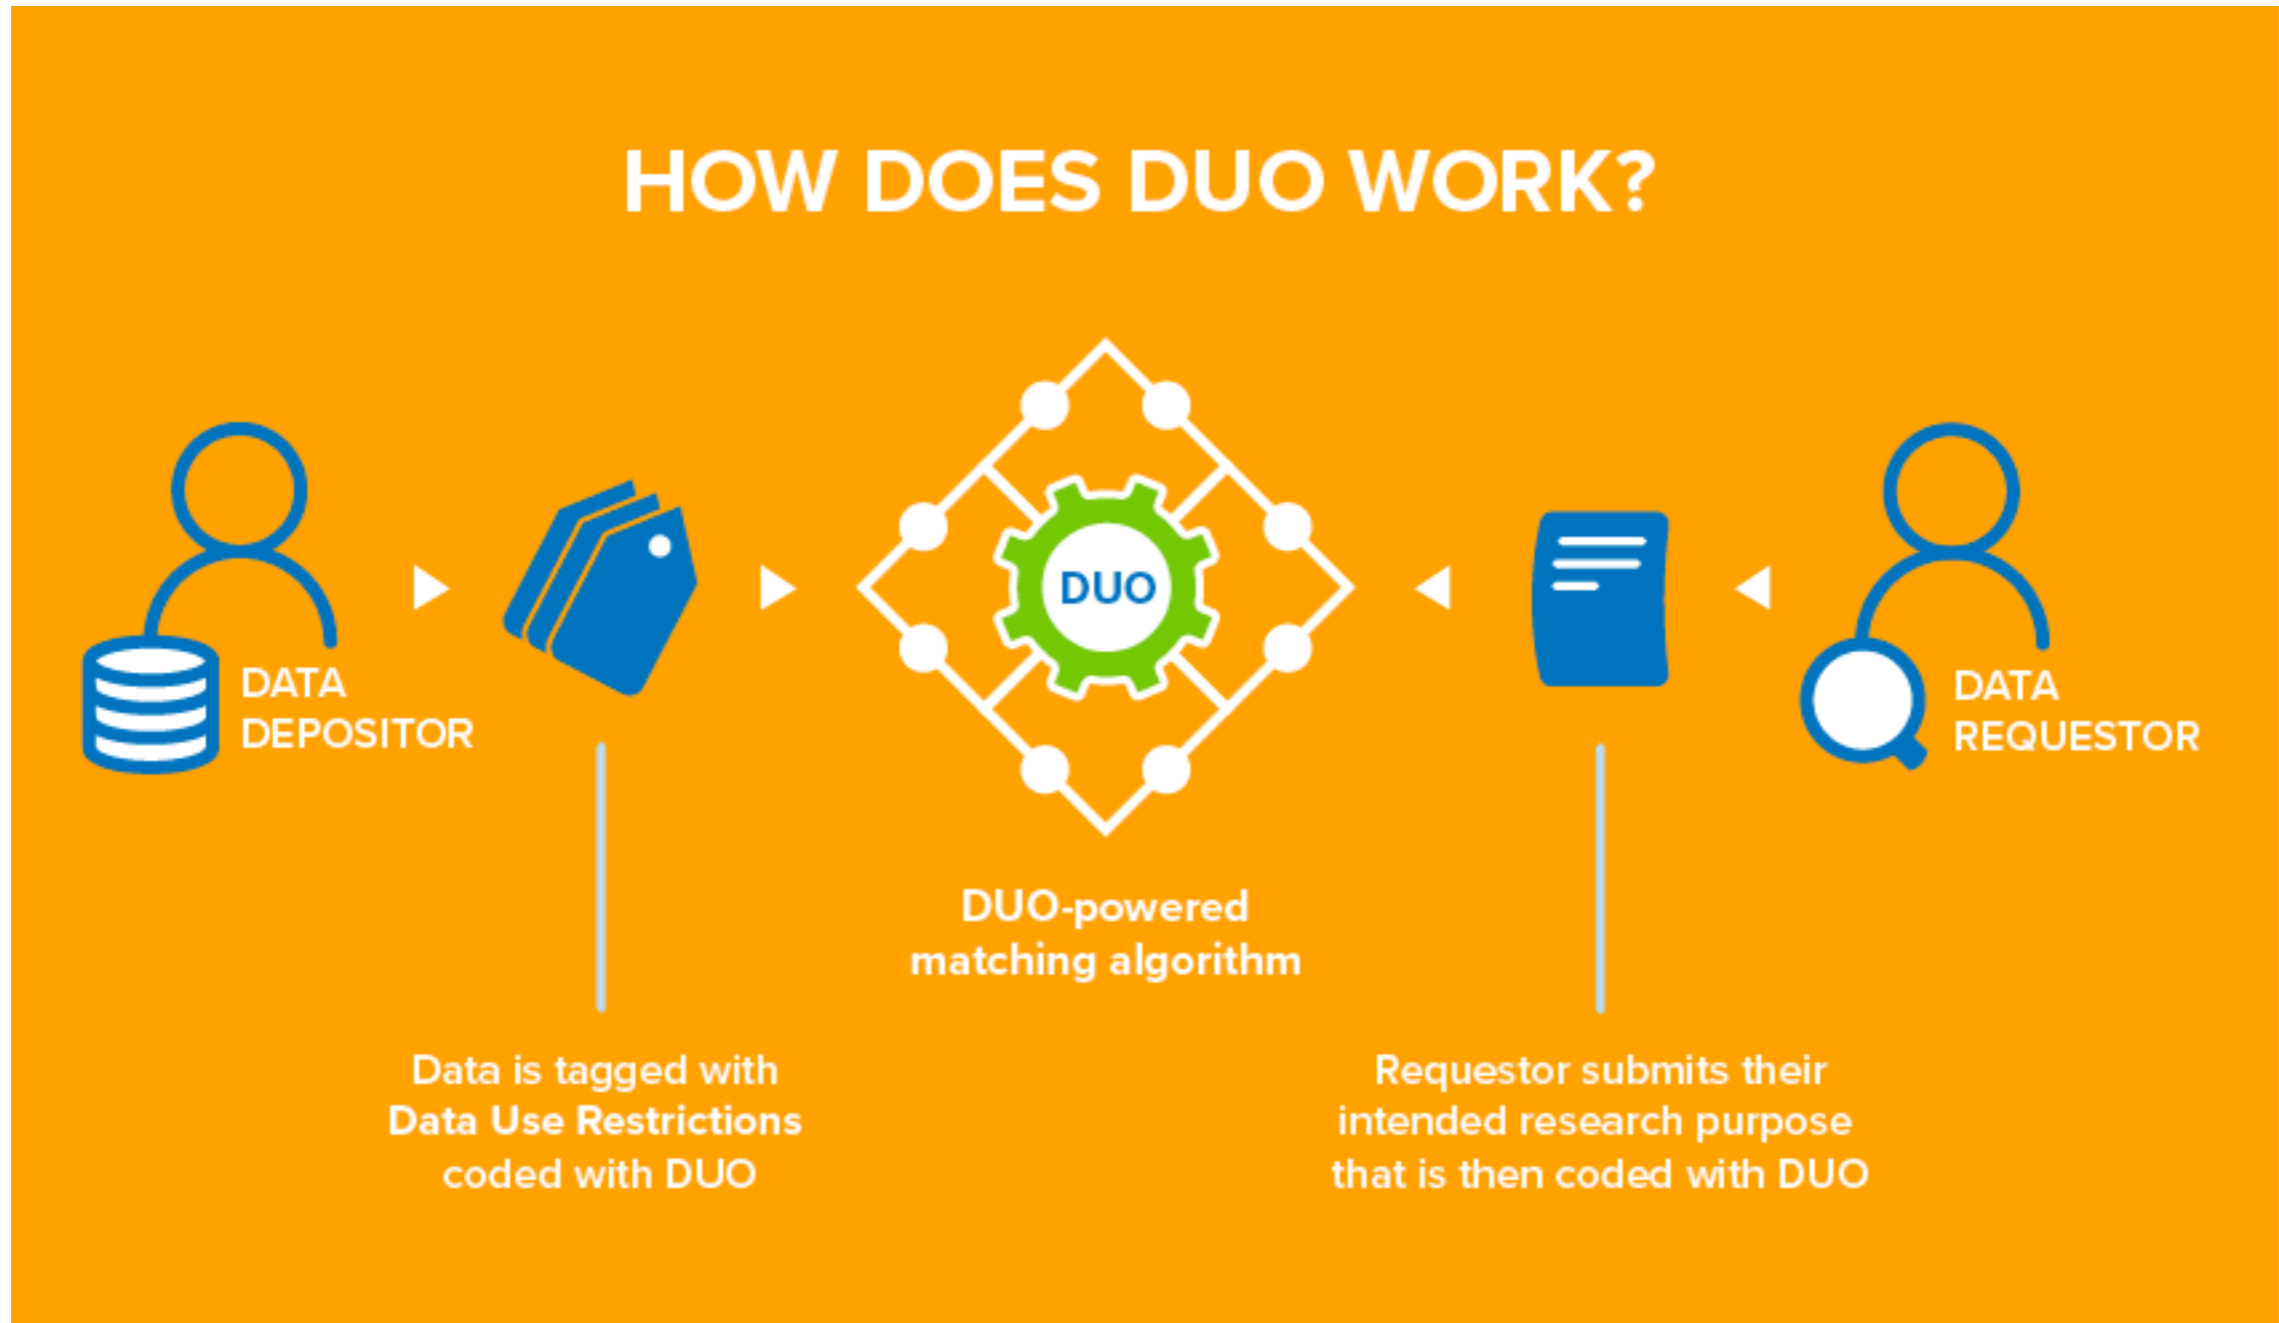 HOW DOES DUO WORK?
DATA
DEPOSITOR
DUO
DATA
REQUESTOR
DUO-powered
matching algorithm
Data is tagged with
Data Use Restrictions
coded with DUO
Requestor submits their
intended research purpose
that is then coded with DUO